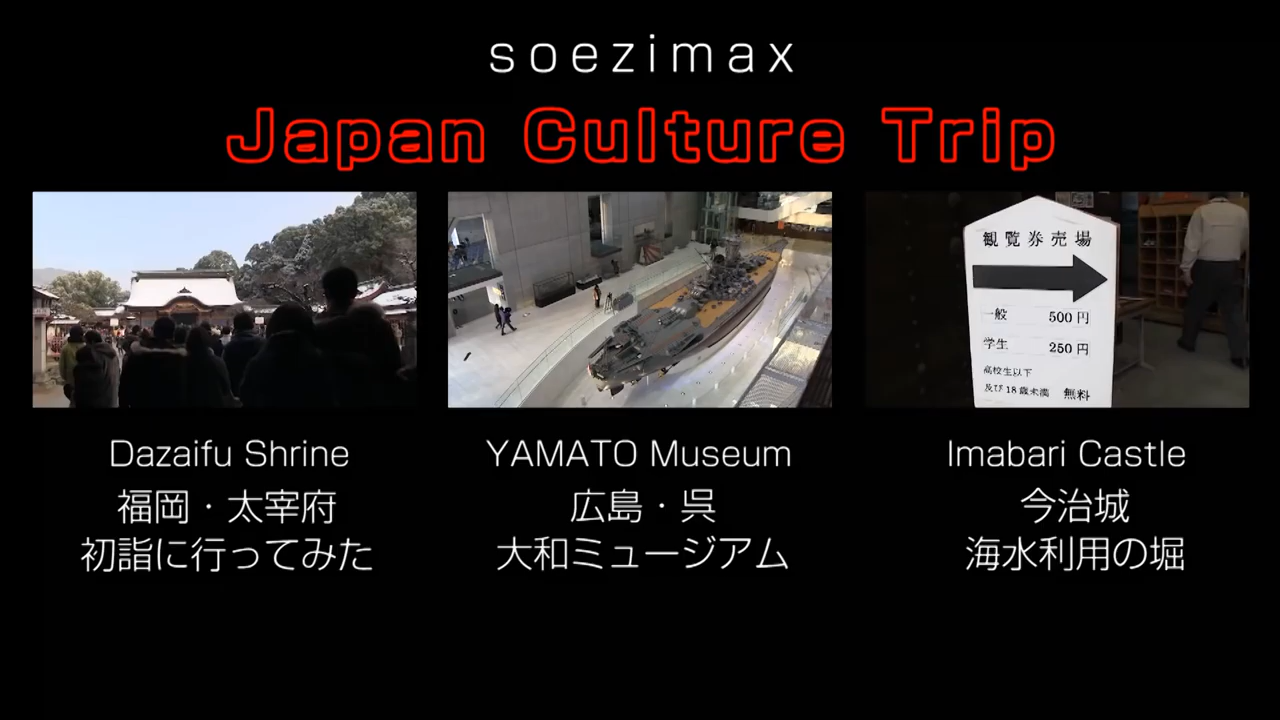 soezimax
Japan Culture Trip
観覧券売場
一般 500円
学生 250円
高校生以下
及び18歳未満 無料
Dazaifu Shrine
福岡・太宰府
初詣に行ってみた
YAMATO Museum
広島・呉
大和ミュージアム
Imabari Castle
今治城
海水利用の堀